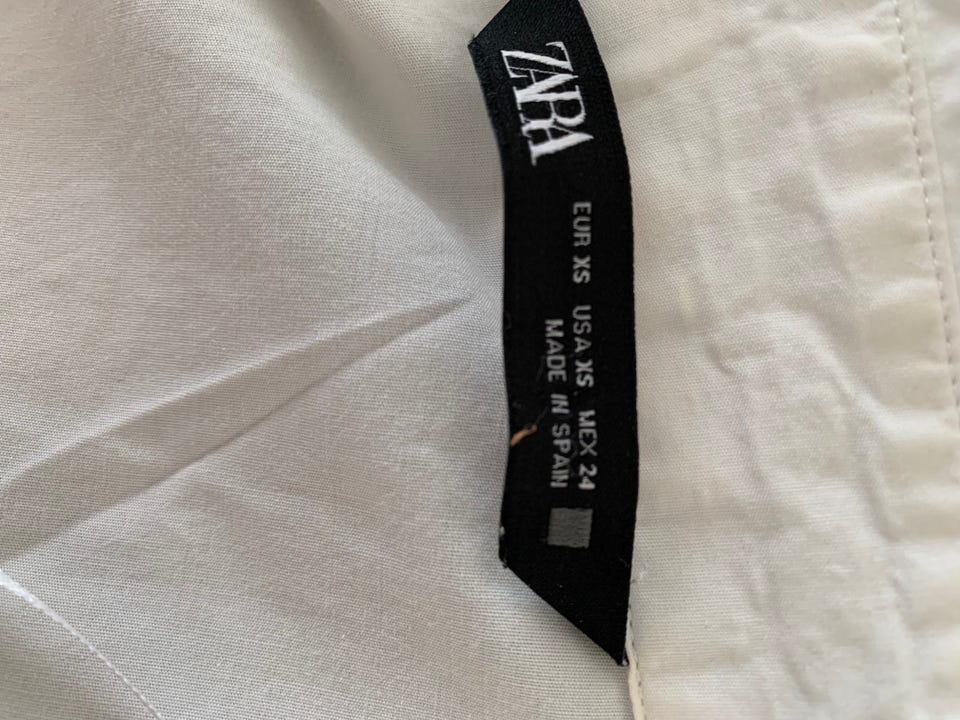 ZARA
EUR XS USA XS MEX 24
MADE IN SPAIN